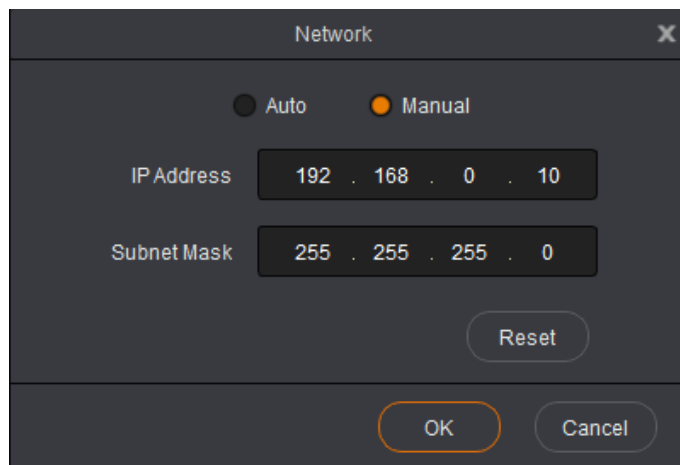 Network X
Auto Manual
IP Address 192 . 168 . 0 . 10
Subnet Mask 255 . 255 . 255 . 0
Reset
OK Cancel